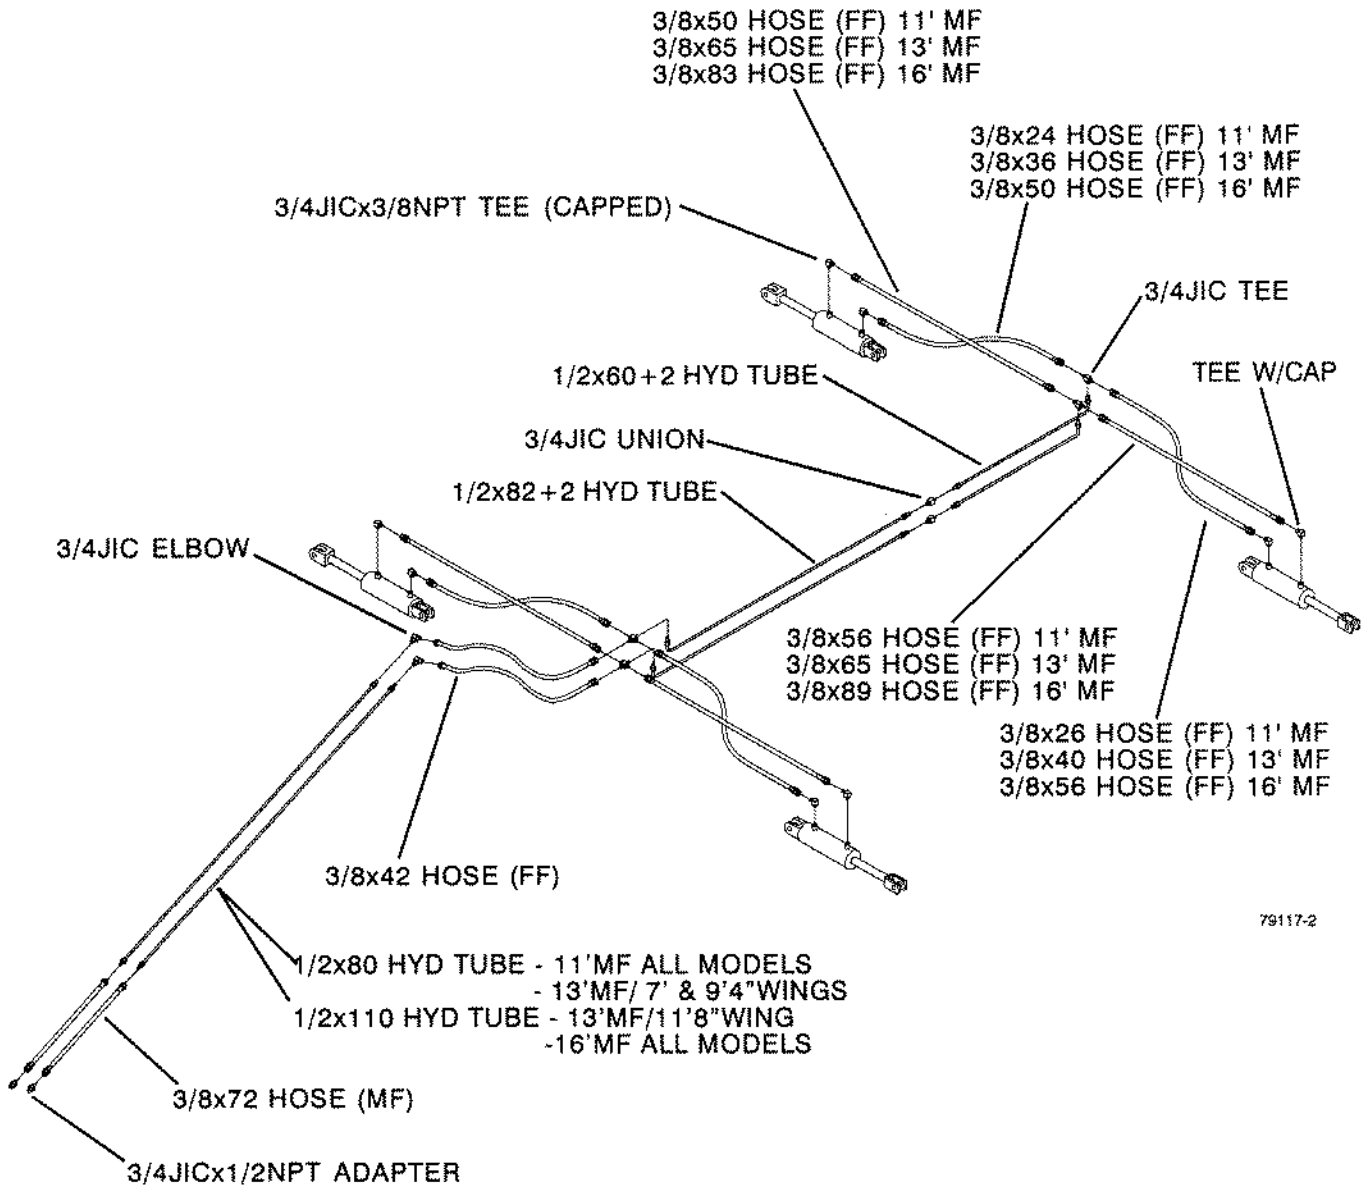 3/8x50 HOSE (FF) 11' MF
3/8x65 HOSE (FF) 13' MF
3/8x83 HOSE (FF) 16' MF
3/8x24 HOSE (FF) 11' MF
3/8x36 HOSE (FF) 13' MF
3/8x50 HOSE (FF) 16' MF
3/4JICx3/8NPT TEE (CAPPED)
3/4JIC TEE
1/2x60+2 HYD TUBE
TEE W/CAP
3/4JIC UNION
1/2x82+2 HYD TUBE
3/4JIC ELBOW
3/8x56 HOSE (FF) 11' MF
3/8x65 HOSE (FF) 13' MF
3/8x89 HOSE (FF) 16' MF
3/8x26 HOSE (FF) 11' MF
3/8x40 HOSE (FF) 13' MF
3/8x56 HOSE (FF) 16' MF
3/8x42 HOSE (FF)
79117-2
1/2x80 HYD TUBE - 11'MF ALL MODELS
- 13'MF/ 7' & 9'4"WINGS
1/2x110 HYD TUBE - 13'MF/11'8"WING
-16'MF ALL MODELS
3/8x72 HOSE (MF)
3/4JICx1/2NPT ADAPTER